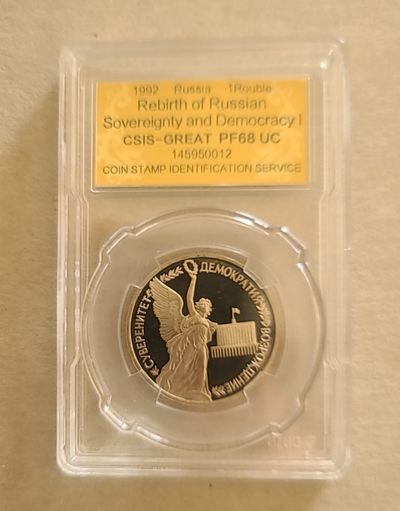 1992 Russia 1Rouble
Rebirth of Russian
Sovereignty and Democracy I
CSIS-GREAT PF68 UC
145950012
COIN STAMP IDENTIFICATION SERVICE
СУВЕРЕНИТЕТ ДЕМОКРАТИЯ ВОЗРОЖДЕНИЕ